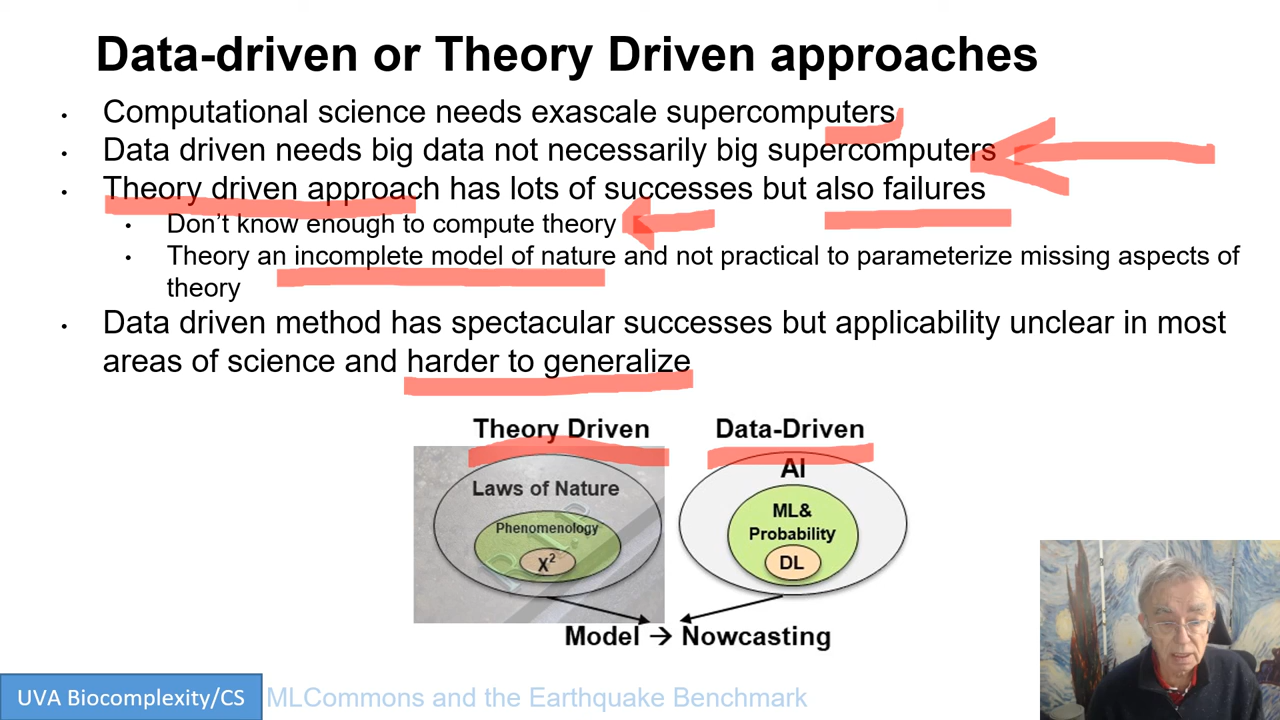 Data-driven or Theory Driven approaches
• Computational science needs exascale supercomputers
• Data driven needs big data not necessarily big supercomputers
• Theory driven approach has lots of successes but also failures
• Don’t know enough to compute theory
• Theory an incomplete model of nature and not practical to parameterize missing aspects of
theory
• Data driven method has spectacular successes but applicability unclear in most
areas of science and harder to generalize
Theory Driven
Data-Driven
Laws of Nature
Phenomenology
X²
AI
ML&
Probability
DL
Model → Nowcasting
UVA Biocomplexity/CS
MLCommons and the Earthquake Benchmark